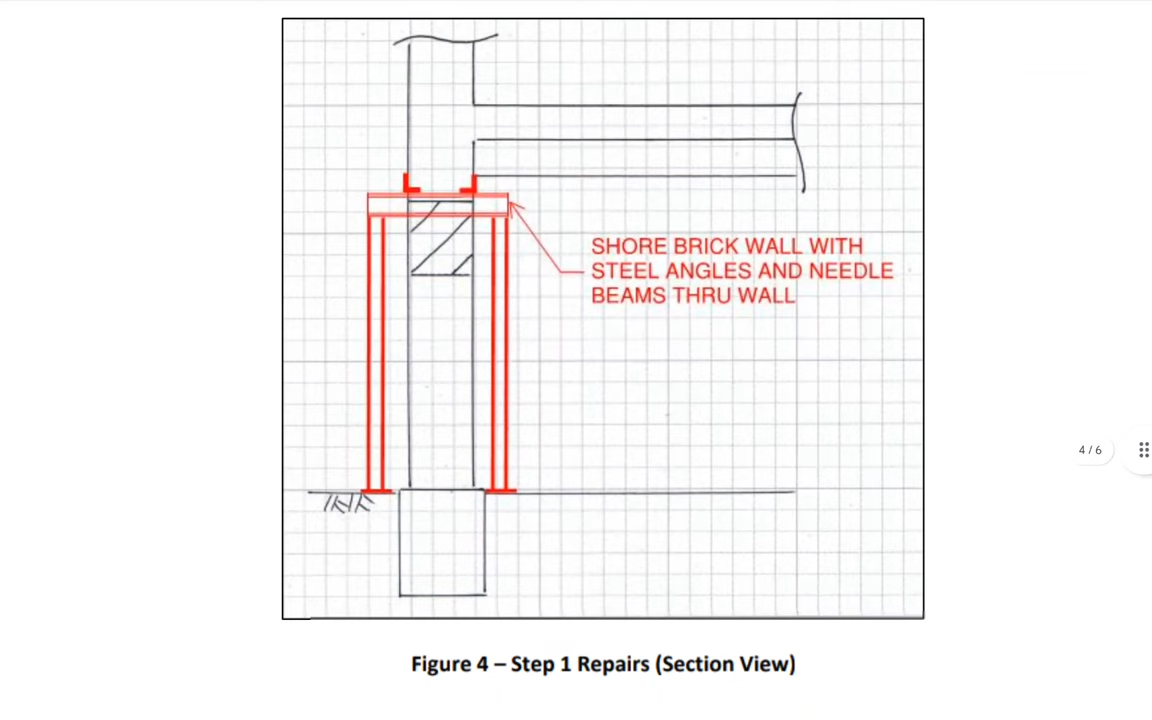 SHORE BRICK WALL WITH
STEEL ANGLES AND NEEDLE
BEAMS THRU WALL
4 / 6
Figure 4 – Step 1 Repairs (Section View)